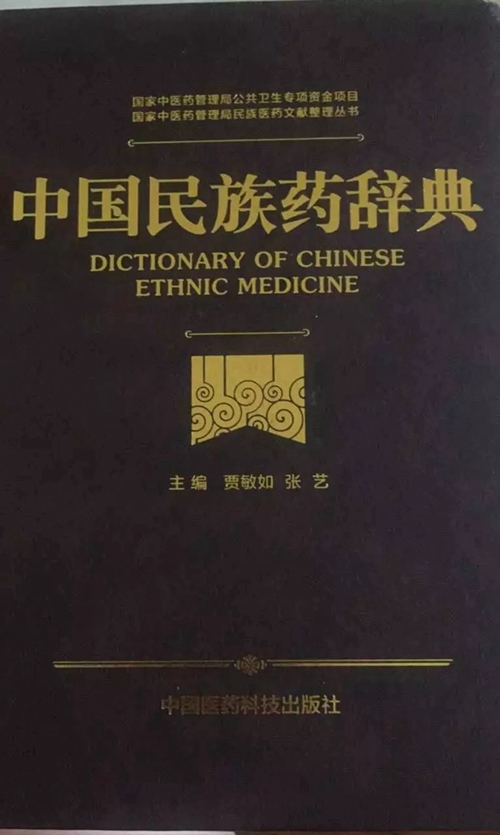 国家中医药管理局公共卫生专项资金项目
国家中医药管理局民族医药文献整理丛书
中国民族药辞典
DICTIONARY OF CHINESE
ETHNIC MEDICINE
主编 贾敏如 张艺
中国医药科技出版社